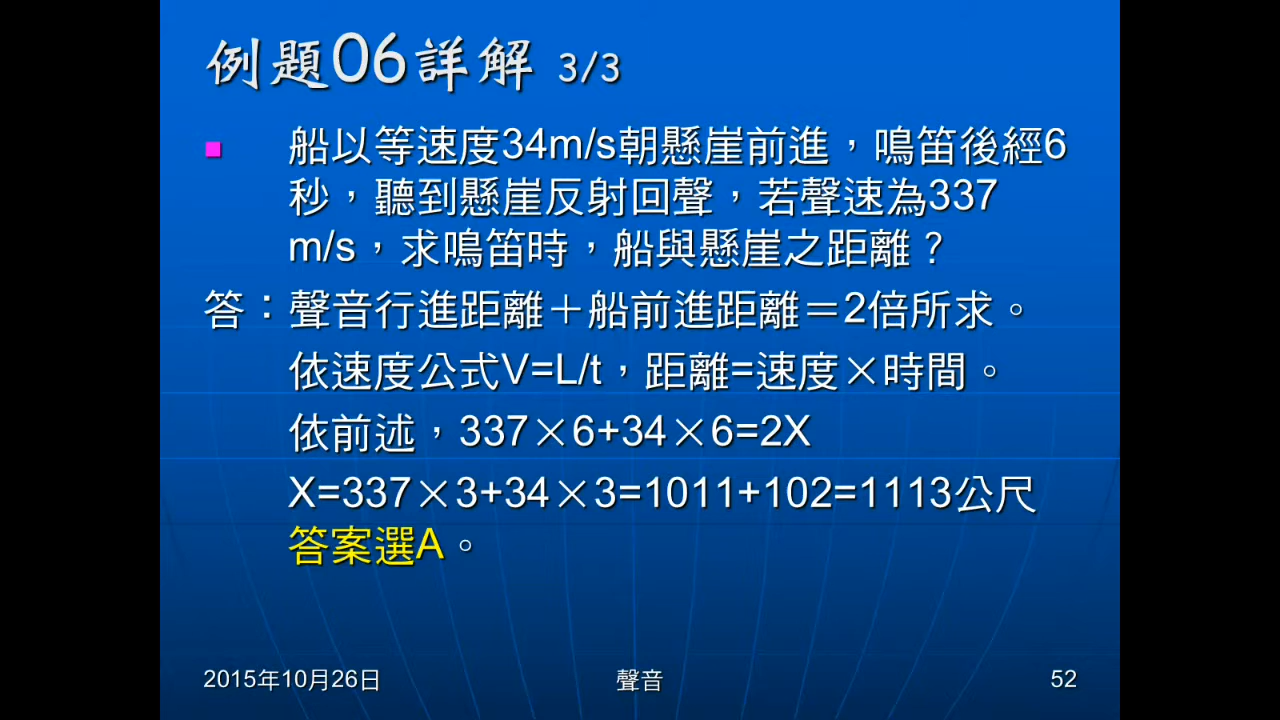 例題06詳解 3/3
船以等速度34m/s朝懸崖前進，鳴笛後經6
秒，聽到懸崖反射回聲，若聲速為337
m/s，求鳴笛時，船與懸崖之距離？
答：聲音行進距離＋船前進距離＝2倍所求。
依速度公式V=L/t，距離=速度×時間。
依前述，337×6+34×6=2X
X=337×3+34×3=1011+102=1113公尺
答案選A。
2015年10月26日 聲音 52